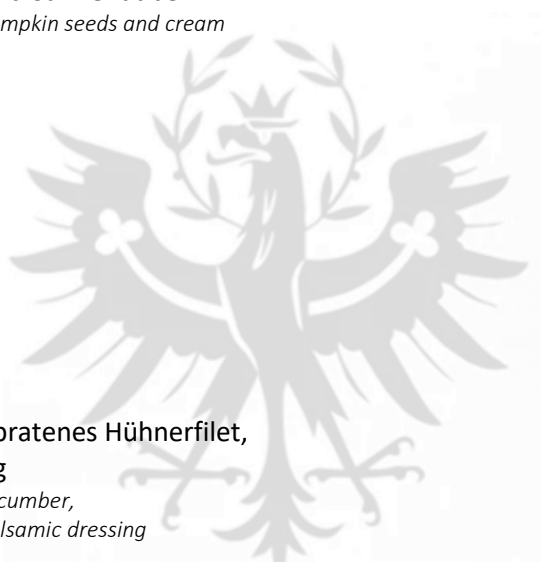 mpkin seeds and cream
bratenes Hühnerfilet,
g
cumber,
lsamic dressing